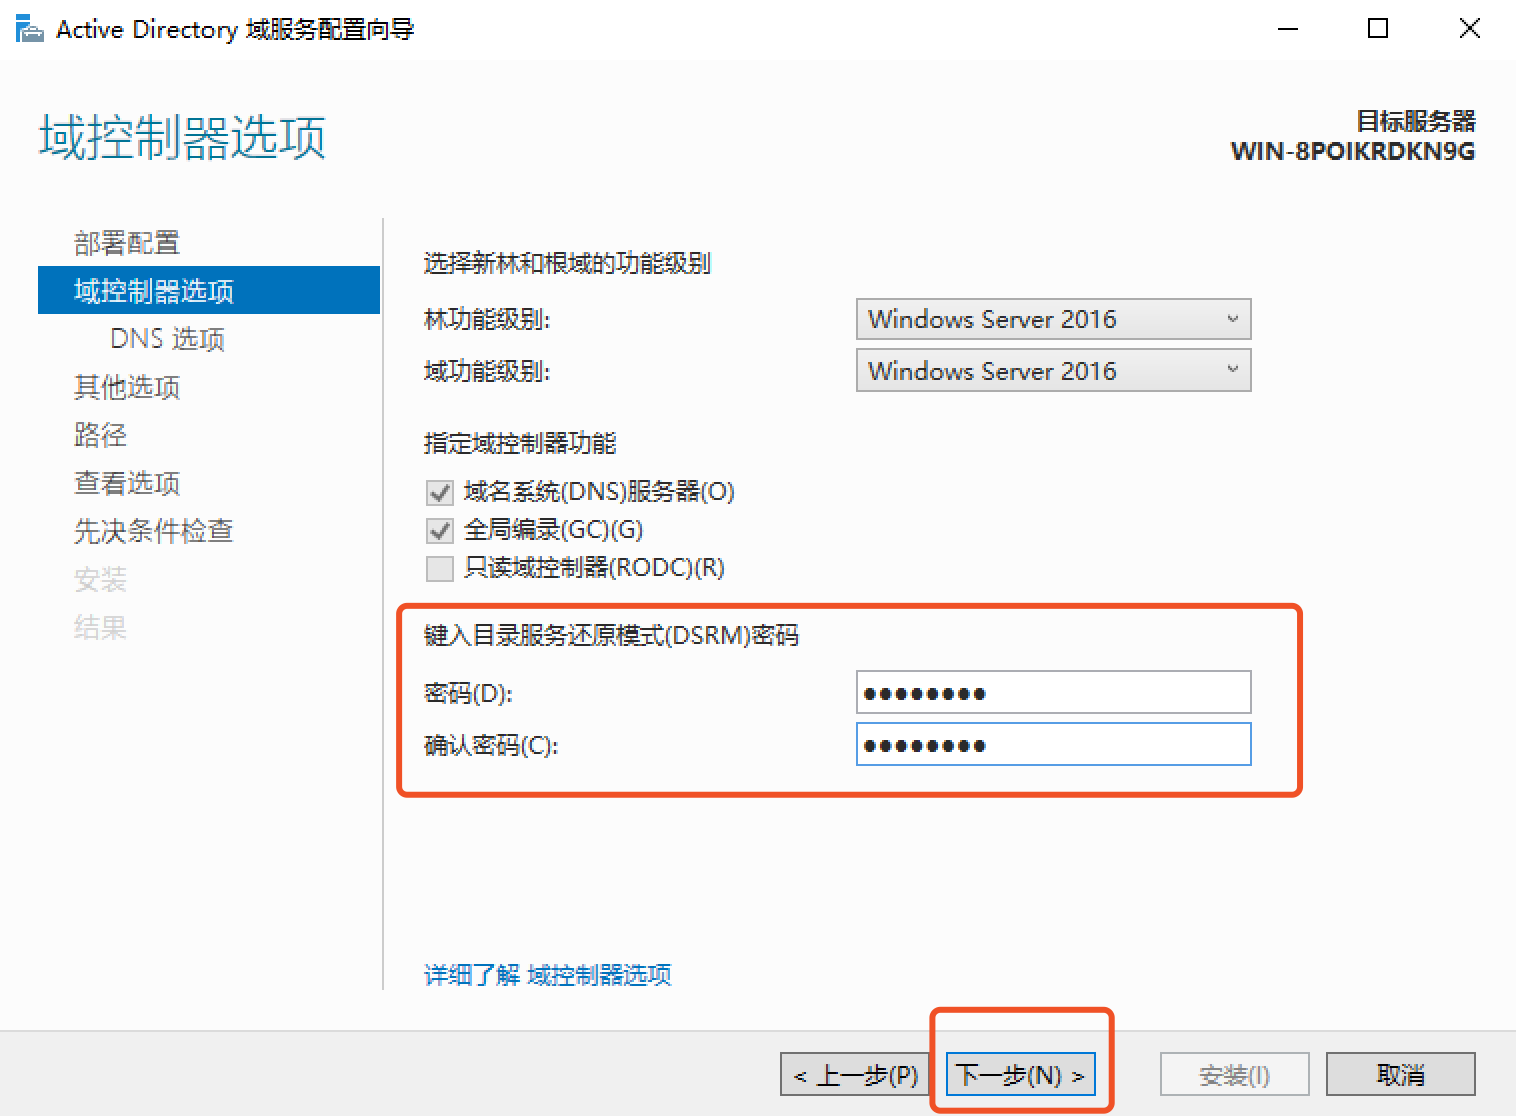 Active Directory 域服务配置向导
域控制器选项
目标服务器
WIN-8POIKRDKN9G
部署配置
域控制器选项
DNS 选项
其他选项
路径
查看选项
先决条件检查
安装
结果
选择新林和根域的功能级别
林功能级别: Windows Server 2016
域功能级别: Windows Server 2016
指定域控制器功能
域名系统(DNS)服务器(O)
全局编录(GC)(G)
只读域控制器(RODC)(R)
键入目录服务还原模式(DSRM)密码
密码(D): ●●●●●●●●
确认密码(C): ●●●●●●●●
详细了解 域控制器选项
< 上一步(P) 下一步(N) > 安装(I) 取消